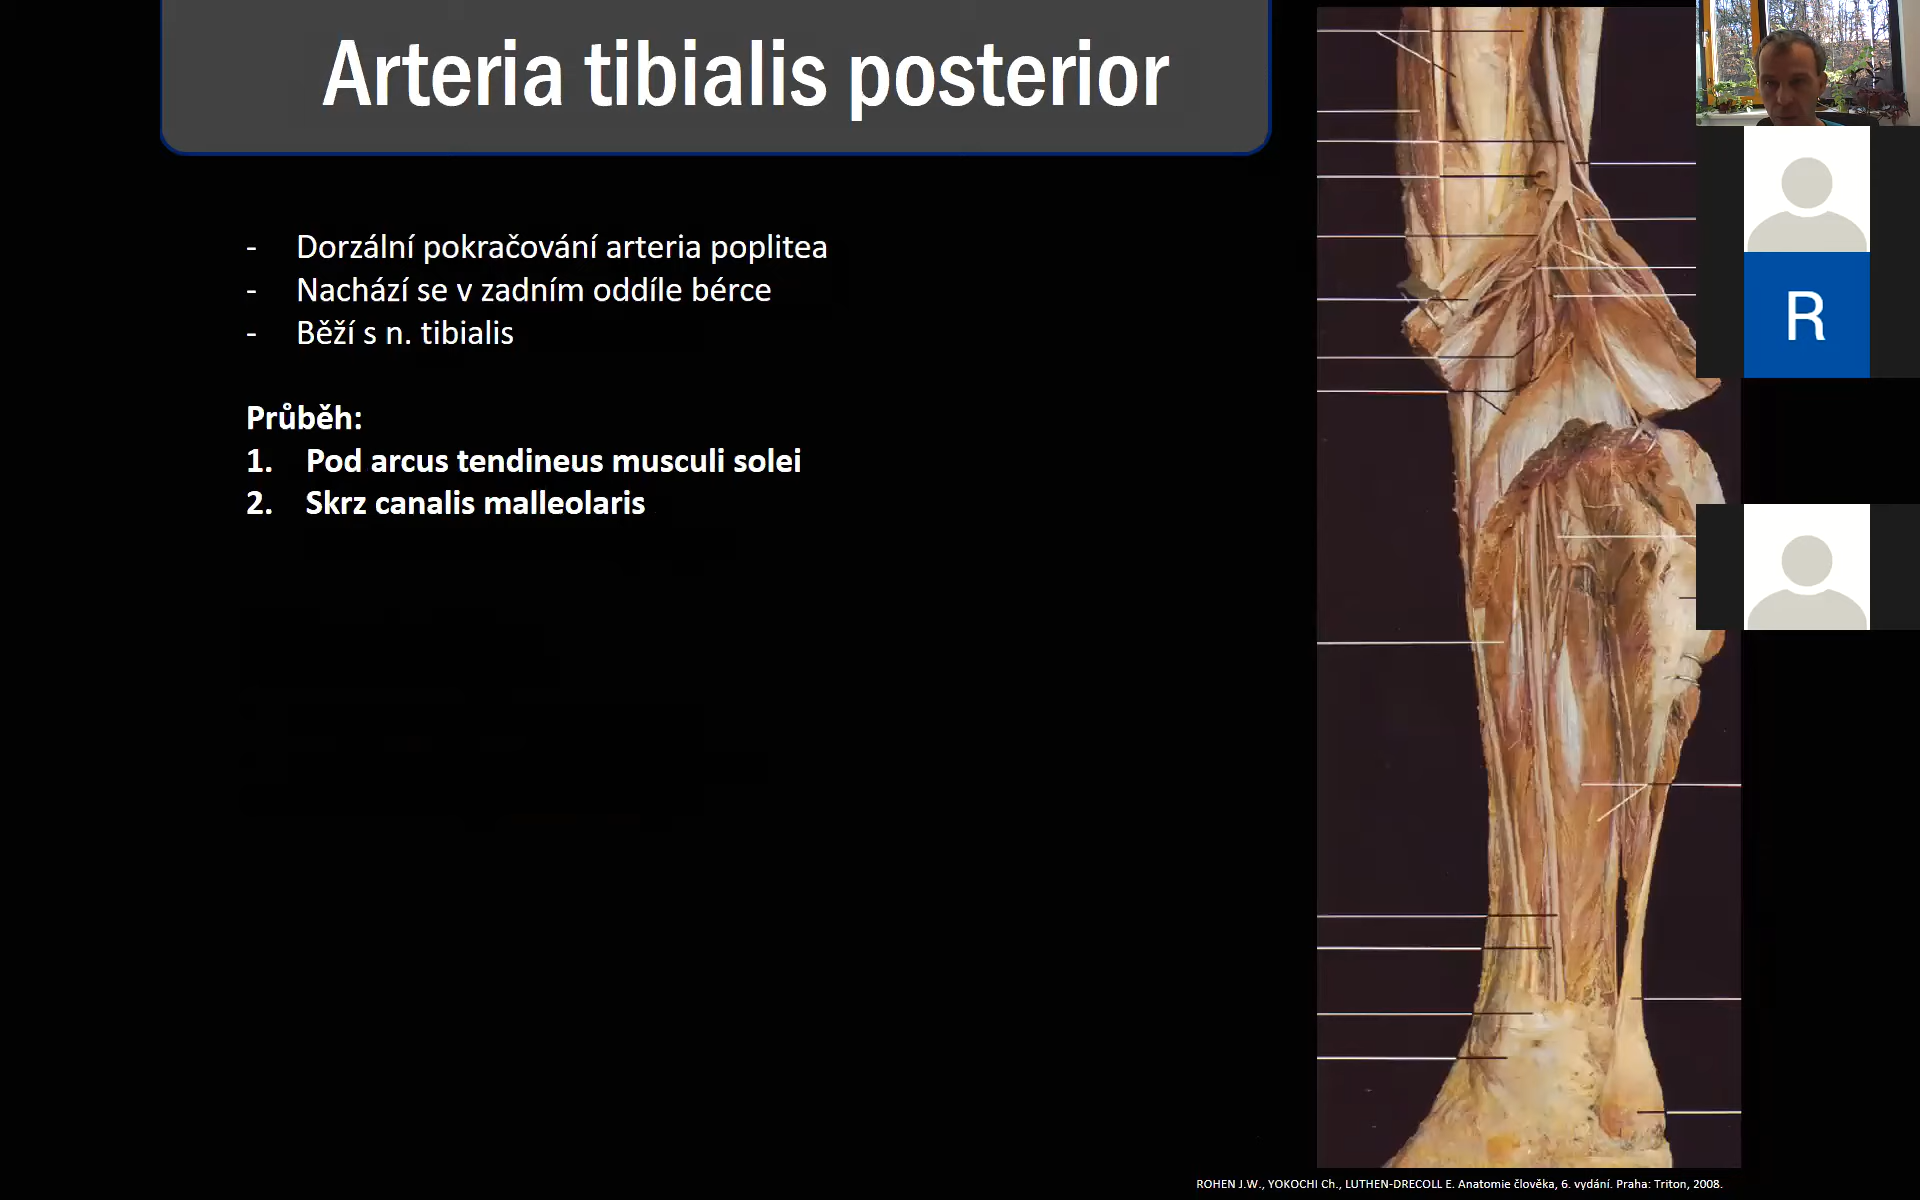 Arteria tibialis posterior
- Dorzální pokračování arteria poplitea
- Nachází se v zadním oddíle bérce
- Běží s n. tibialis
Průběh:
1. Pod arcus tendineus musculi solei
2. Skrz canalis malleolaris
R
ROHEN J.W., YOKOCHI Ch., LUTHEN-DRECOLL E. Anatomie člověka, 6. vydání. Praha: Triton, 2008.